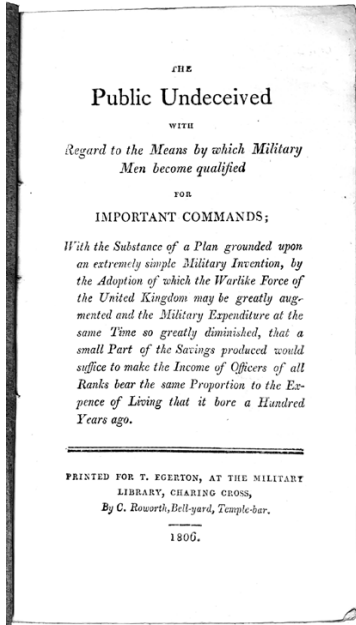 THE
Public Undeceived
WITH
Regard to the Means by which Military
Men become qualified
FOR
IMPORTANT COMMANDS;
With the Substance of a Plan grounded upon
an extremely simple Military Invention, by
the Adoption of which the Warlike Force of
the United Kingdom may be greatly aug-
mented and the Military Expenditure at the
same Time so greatly diminished, that a
small Part of the Savings produced would
suffice to make the Income of Officers of all
Ranks bear the same Proportion to the Ex-
pence of Living that it bore a Hundred
Years ago.
PRINTED FOR T. EGERTON, AT THE MILITARY
LIBRARY, CHARING CROSS,
By C. Roworth, Bell-yard, Temple-bar.
1806.